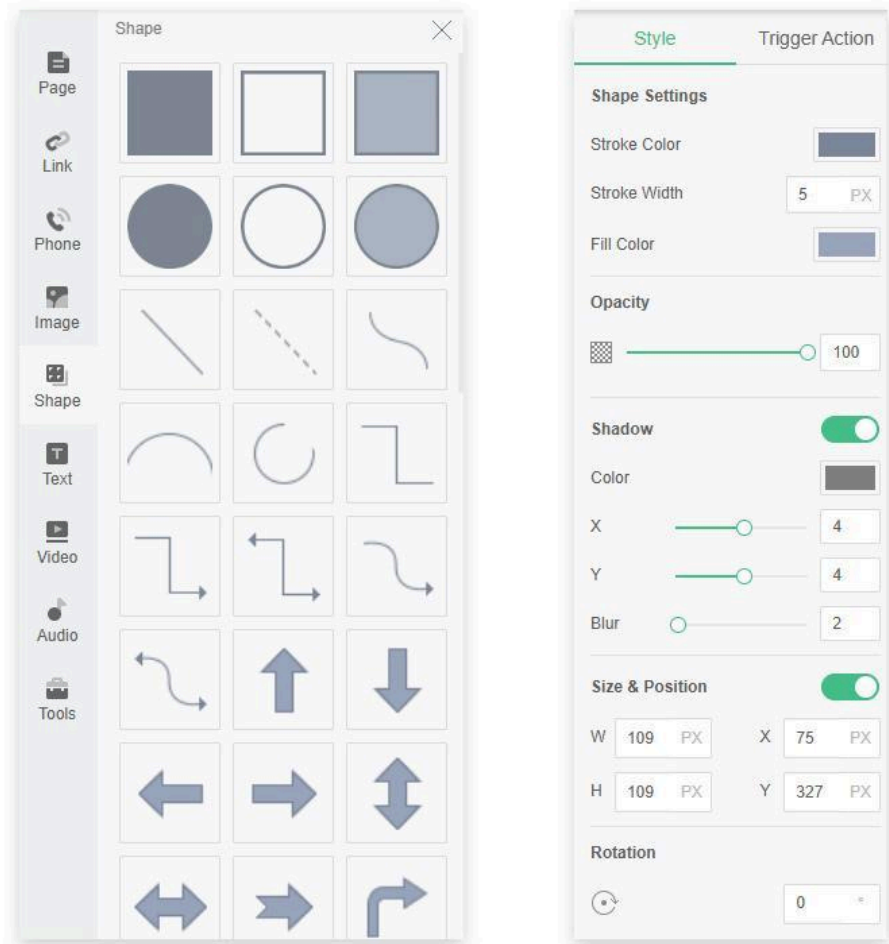 Shape
Page
Link
Phone
Image
Shape
Text
Video
Audio
Tools
Style Trigger Action
Shape Settings
Stroke Color
Stroke Width 5 PX
Fill Color
Opacity
100
Shadow
Color
X 4
Y 4
Blur 2
Size & Position
W 109 PX X 75 PX
H 109 PX Y 327 PX
Rotation
0 °